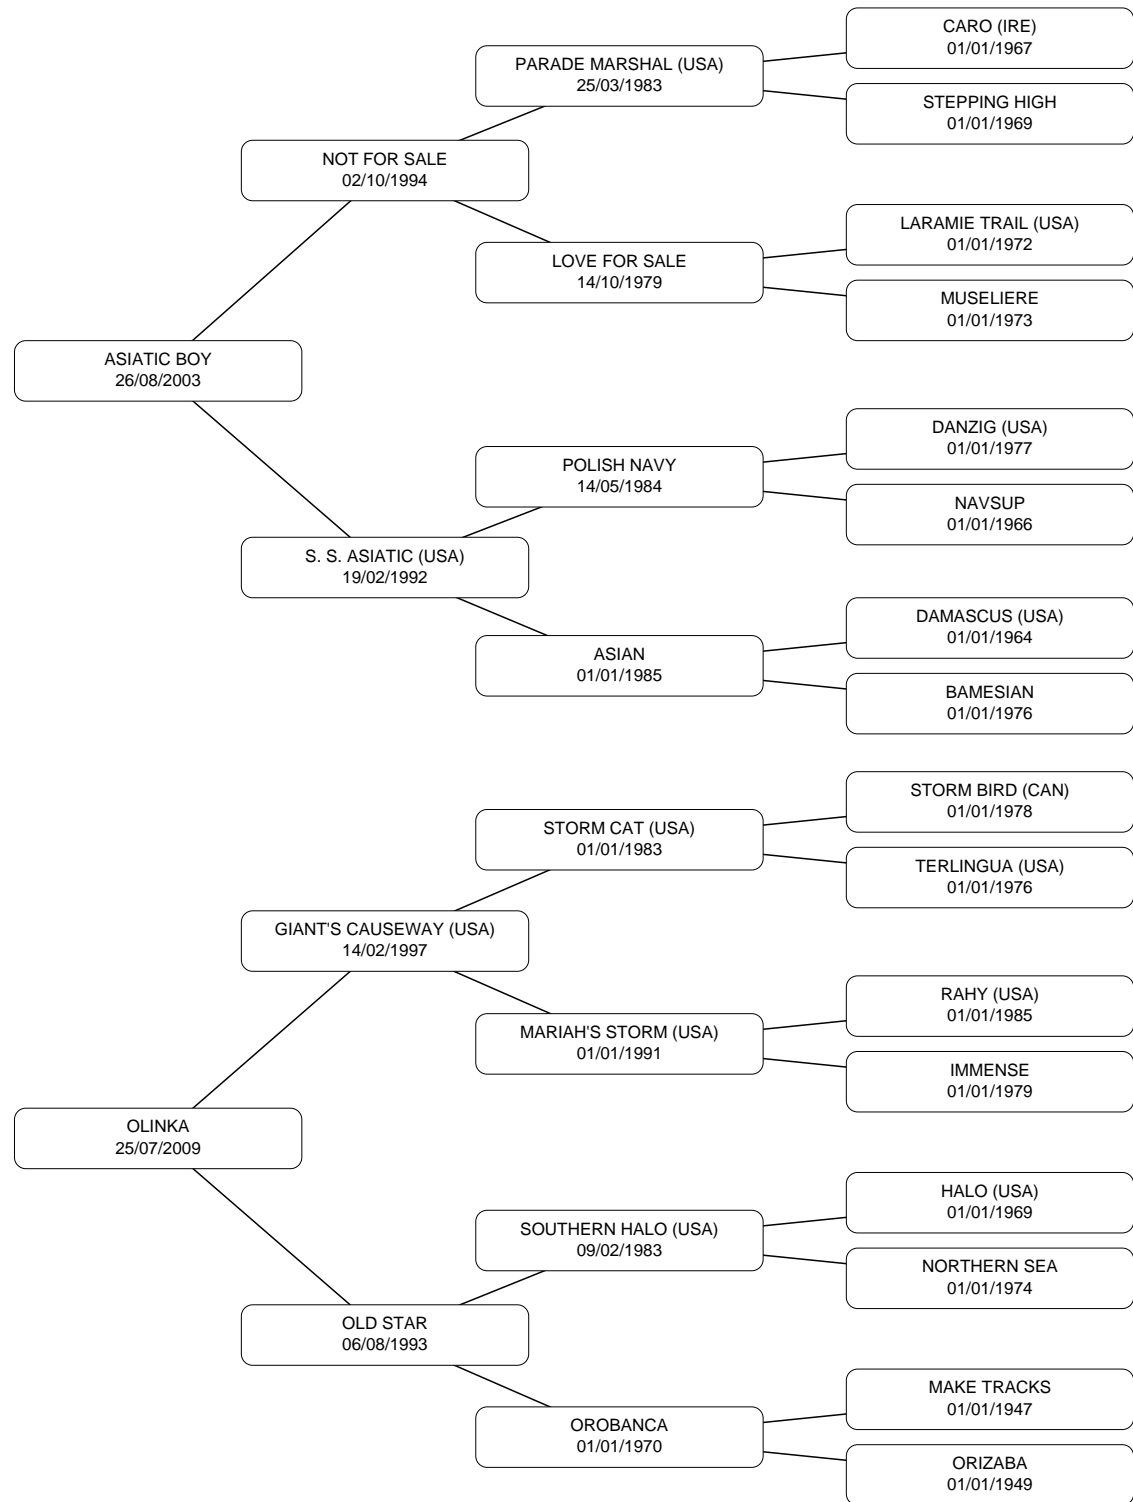 CARO (IRE)
01/01/1967
PARADE MARSHAL (USA)
25/03/1983
STEPPING HIGH
01/01/1969
NOT FOR SALE
02/10/1994
LARAMIE TRAIL (USA)
01/01/1972
LOVE FOR SALE
14/10/1979
MUSELIERE
01/01/1973
ASIATIC BOY
26/08/2003
DANZIG (USA)
01/01/1977
POLISH NAVY
14/05/1984
NAVSUP
01/01/1966
S. S. ASIATIC (USA)
19/02/1992
DAMASCUS (USA)
01/01/1964
ASIAN
01/01/1985
BAMESIAN
01/01/1976
STORM BIRD (CAN)
01/01/1978
STORM CAT (USA)
01/01/1983
TERLINGUA (USA)
01/01/1976
GIANT'S CAUSEWAY (USA)
14/02/1997
RAHY (USA)
01/01/1985
MARIAH'S STORM (USA)
01/01/1991
IMMENSE
01/01/1979
OLINKA
25/07/2009
HALO (USA)
01/01/1969
SOUTHERN HALO (USA)
09/02/1983
NORTHERN SEA
01/01/1974
OLD STAR
06/08/1993
MAKE TRACKS
01/01/1947
OROBANCA
01/01/1970
ORIZABA
01/01/1949